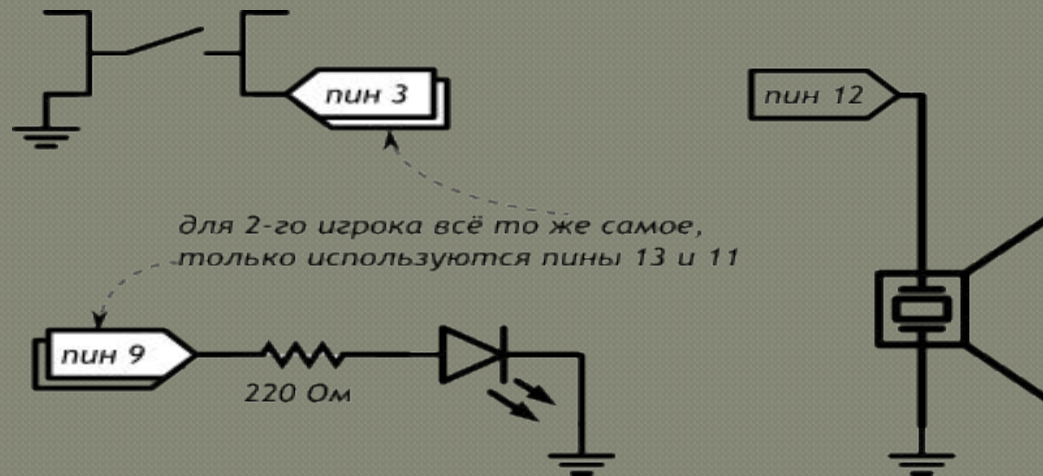 пин 3
пин 12
для 2-го игрока всё то же самое,
только используются пины 13 и 11
пин 9
220 Ом